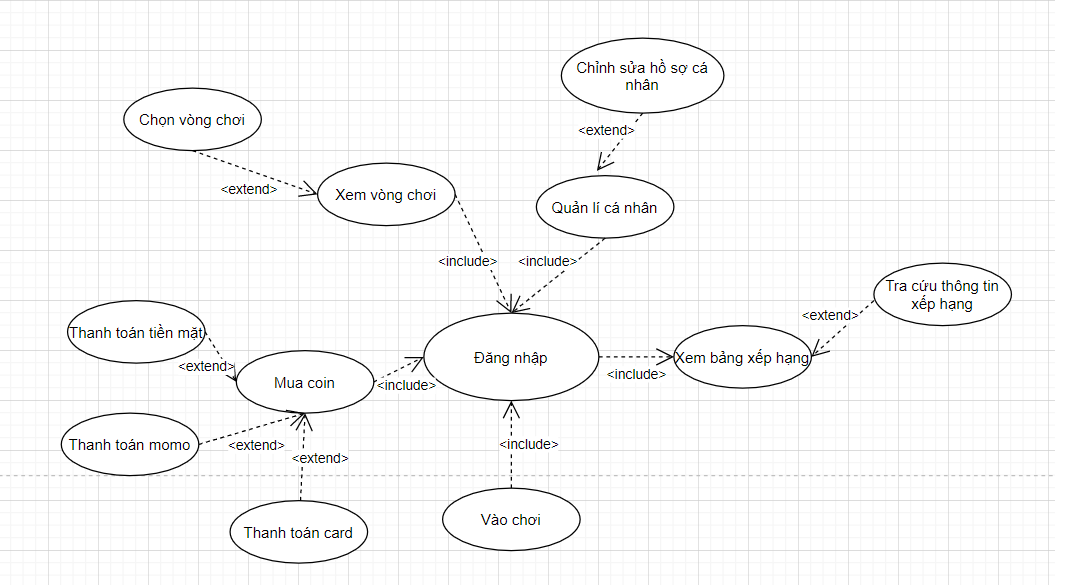 Chỉnh sửa hồ sợ cá
nhân
Chọn vòng chơi
<extend>
<extend>
Xem vòng chơi
Quản lí cá nhân
<include>
<include>
Tra cứu thông tin
xếp hạng
<extend>
Thanh toán tiền mặt
<extend>
Đăng nhập
Xem bảng xếp hạng
<include>
Mua coin
<include>
Thanh toán momo
<extend>
<extend>
<include>
Thanh toán card
Vào chơi